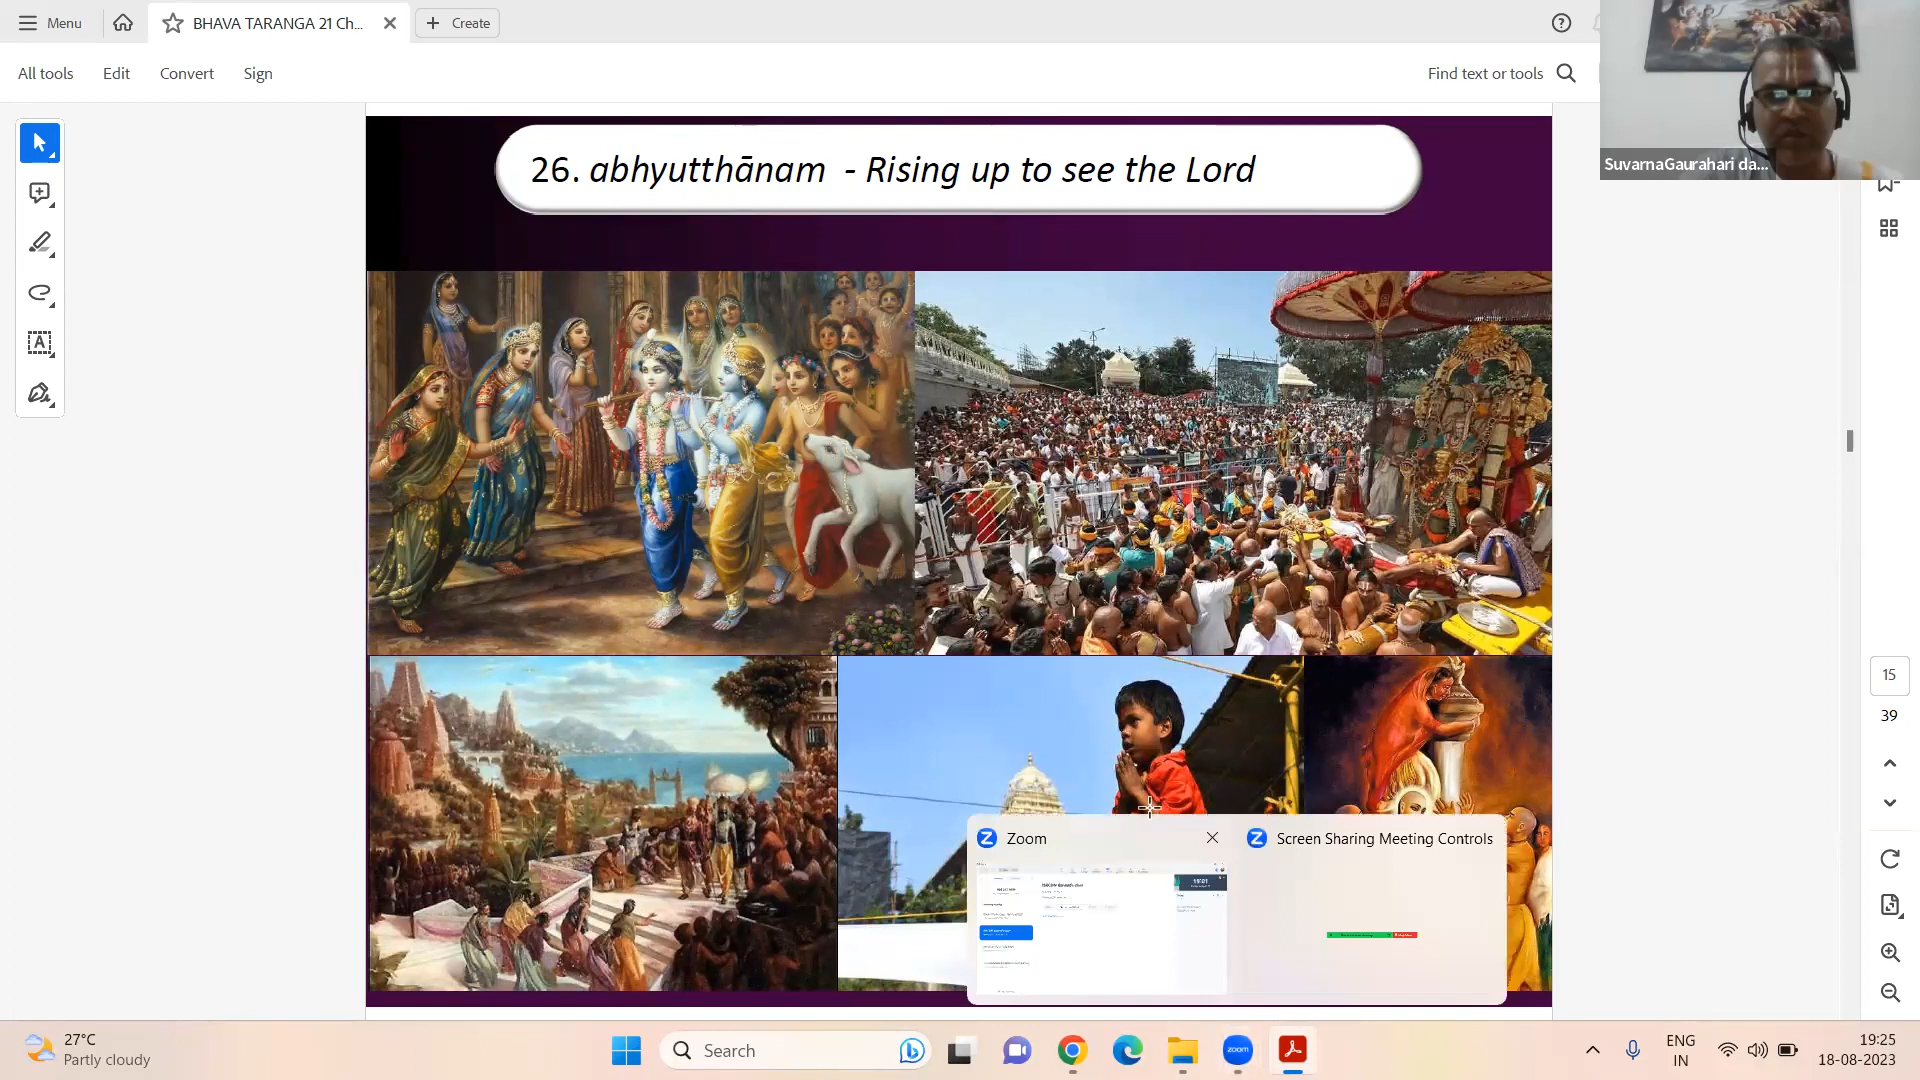 Menu
BHAVA TARANGA 21 Ch...
Create
All tools
Edit
Convert
Sign
Find text or tools
SuvarnaGaurahari da...
26. abhyutthānam - Rising up to see the Lord
15
39
Zoom
Screen Sharing Meeting Controls
27°C
Partly cloudy
Search
zoom
ENG
IN
19:25
18-08-2023